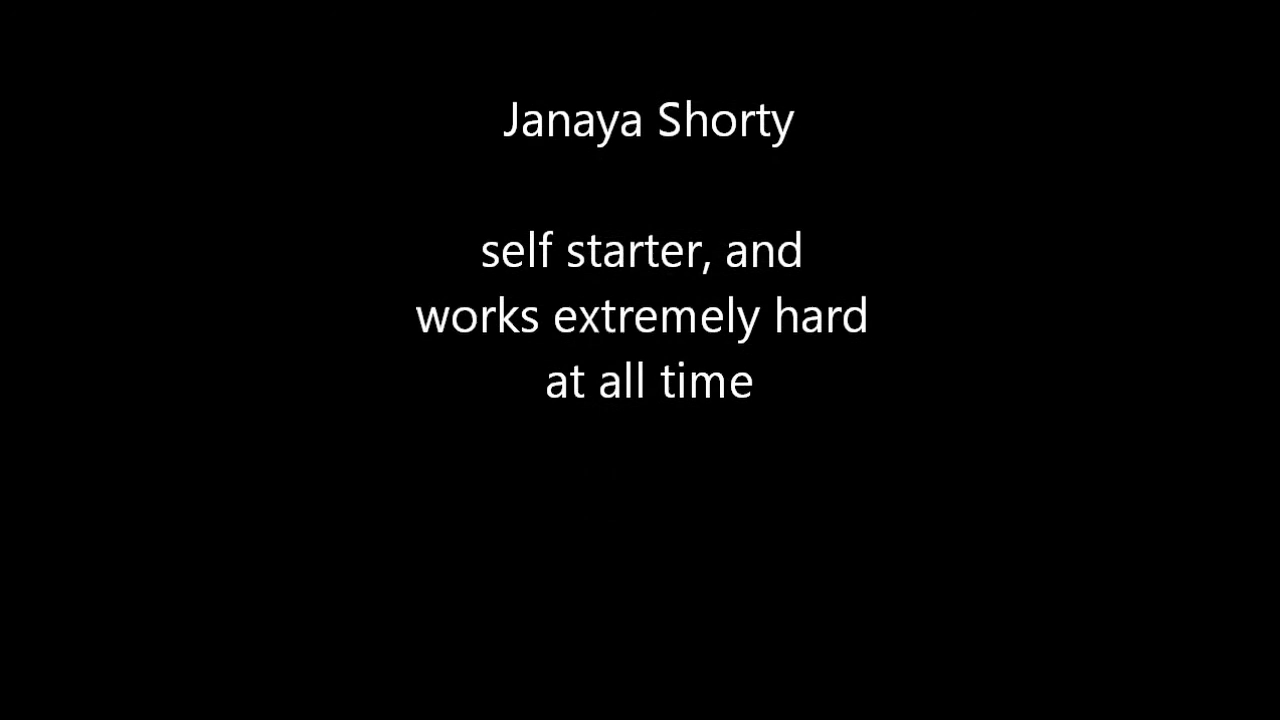 Janaya Shorty
self starter, and
works extremely hard
at all time